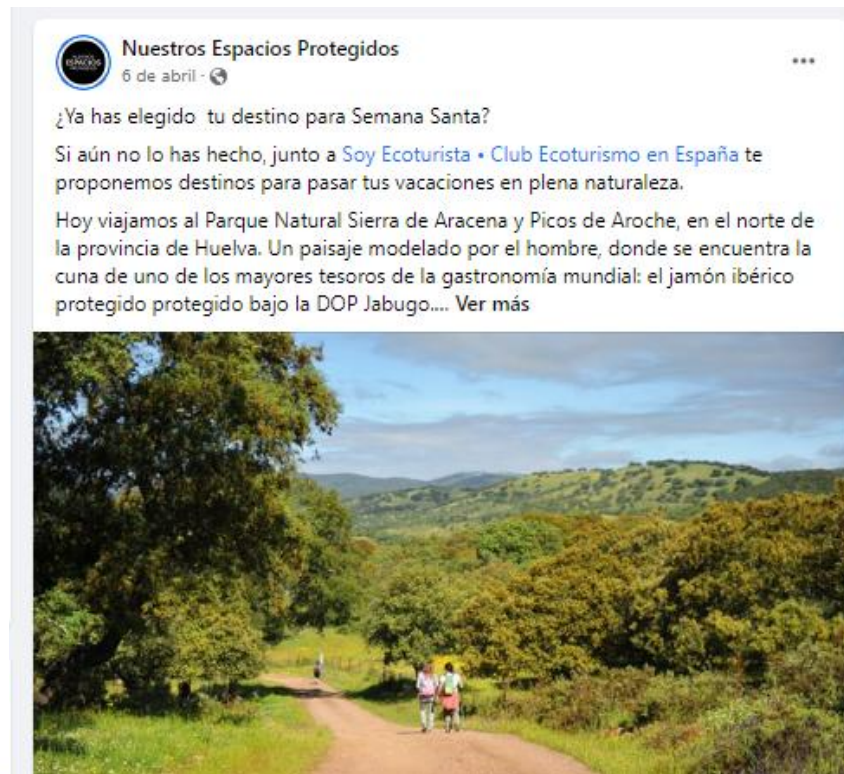 Nuestros Espacios Protegidos
6 de abril ·
¿Ya has elegido tu destino para Semana Santa?
Si aún no lo has hecho, junto a Soy Ecoturista • Club Ecoturismo en España te
proponemos destinos para pasar tus vacaciones en plena naturaleza.
Hoy viajamos al Parque Natural Sierra de Aracena y Picos de Aroche, en el norte de
la provincia de Huelva. Un paisaje modelado por el hombre, donde se encuentra la
cuna de uno de los mayores tesoros de la gastronomía mundial: el jamón ibérico
protegido protegido bajo la DOP Jabugo.... Ver más